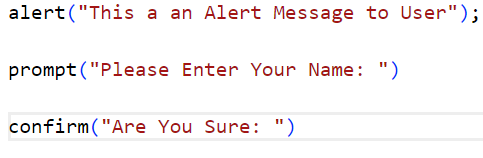 alert("This a an Alert Message to User");
prompt("Please Enter Your Name: ")
confirm("Are You Sure: ")